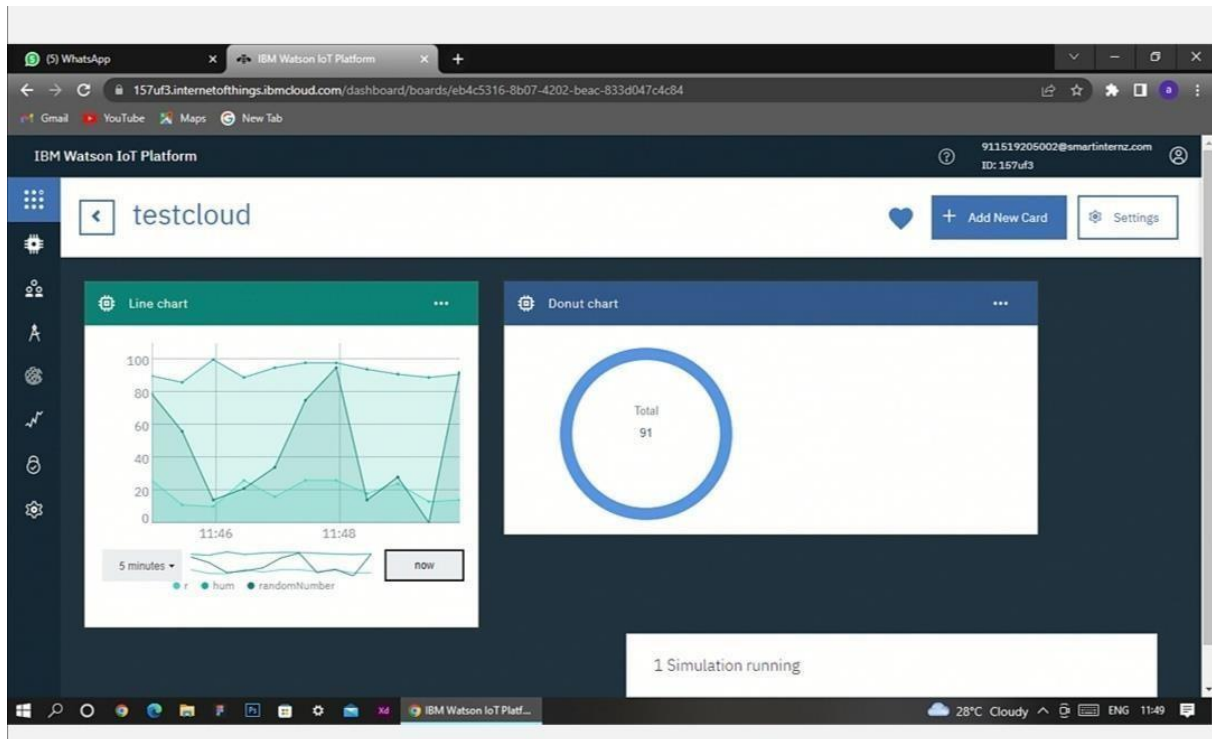 (5) WhatsApp
IBM Watson IoT Platform
157uf3.internetofthings.ibmcloud.com/dashboard/boards/eb4c5316-8b07-4202-beac-833d047c4c84
a
Gmail YouTube Maps New Tab
IBM Watson IoT Platform
911519205002@smartinternz.com
ID: 157uf3
testcloud
+ Add New Card
Settings
Line chart
Donut chart
100
80
60
40
20
0
11:46 11:48
5 minutes
now
r hum randomNumber
Total
91
1 Simulation running
Ps
Xd
IBM Watson IoT Platf...
28°C Cloudy
ENG 11:49